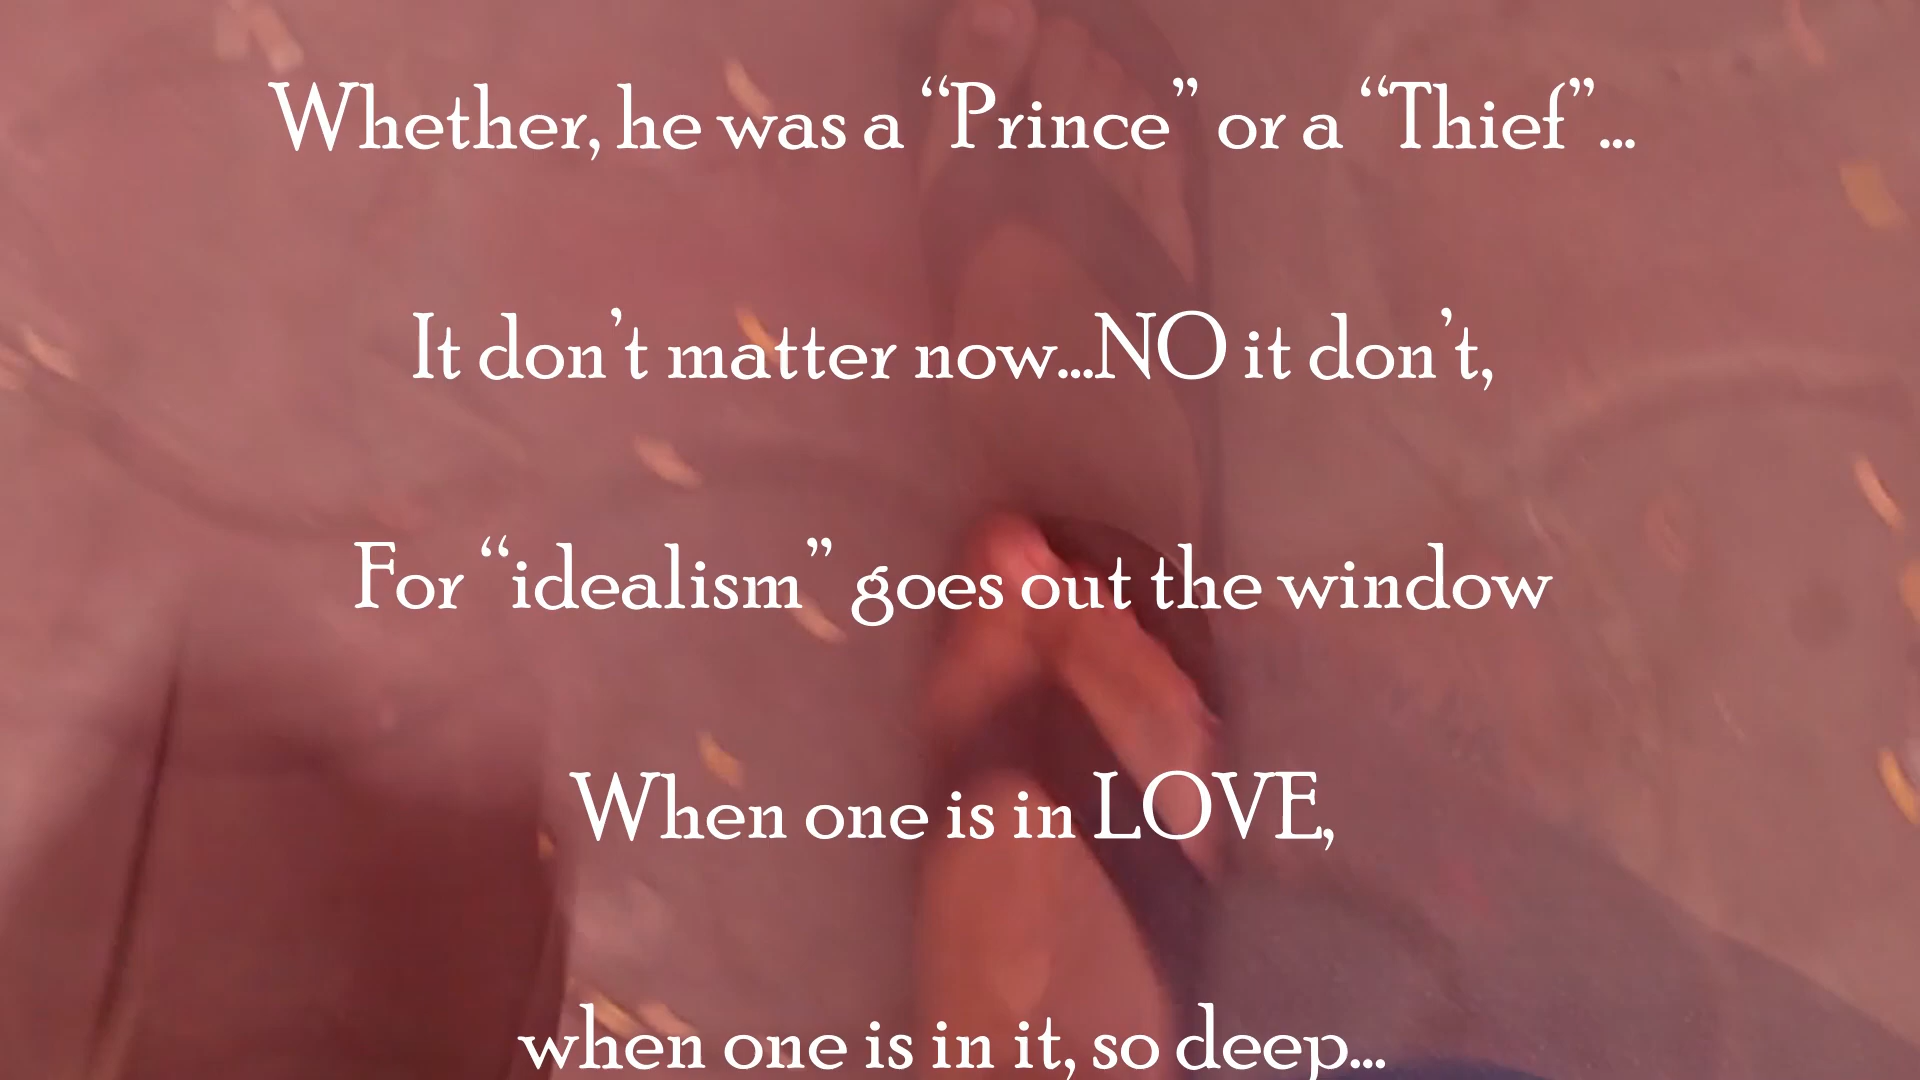 Whether, he was a “Prince” or a “Thief”...
It don’t matter now...NO it don’t,
For “idealism” goes out the window
When one is in LOVE,
when one is in it, so deep...